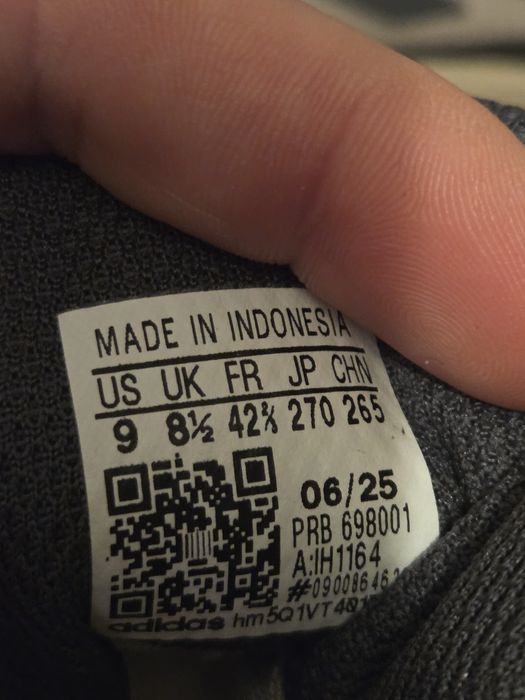 MADE IN INDONESIA
US UK FR JP CHN
9 8½ 42⅔ 270 265
06/25
PRB 698001
A:IH1164
adidas